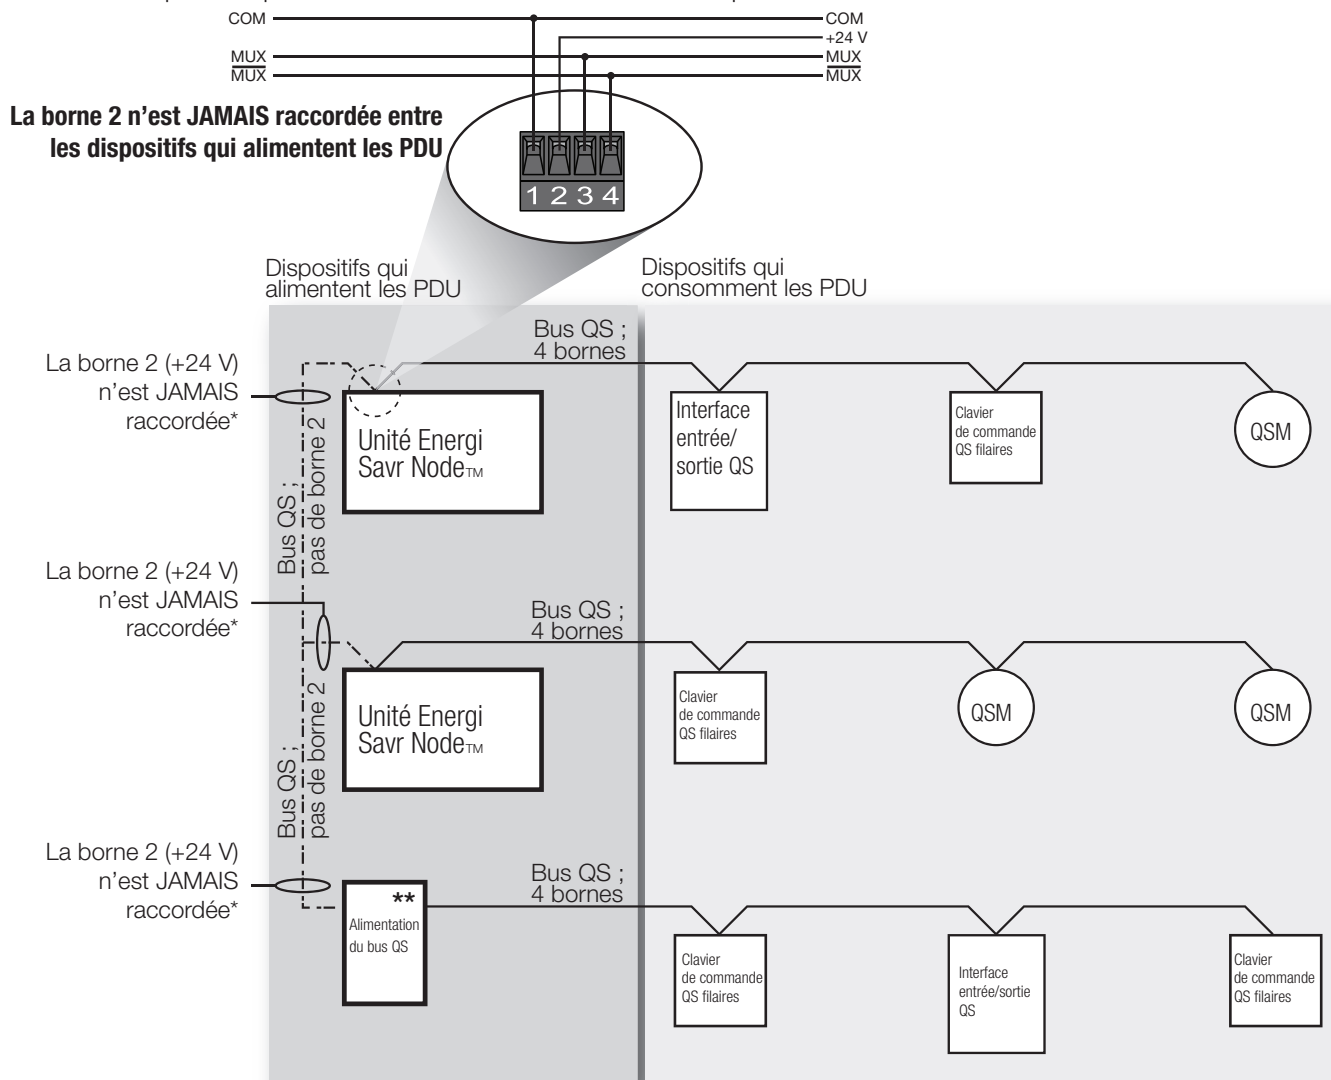 COM
COM
+24 V
MUX
MUX
MUX
MUX
La borne 2 n'est JAMAIS raccordée entre
les dispositifs qui alimentent les PDU
1 2 3 4
Dispositifs qui
alimentent les PDU
Dispositifs qui
consomment les PDU
La borne 2 (+24 V)
n'est JAMAIS
raccordée*
Bus QS ;
pas de borne 2
Bus QS ;
4 bornes
Unité Energi
Savr Node™
Interface
entrée/
sortie QS
Clavier
de commande
QS filaires
QSM
La borne 2 (+24 V)
n'est JAMAIS
raccordée*
Bus QS ;
pas de borne 2
Bus QS ;
4 bornes
Unité Energi
Savr Node™
Clavier
de commande
QS filaires
QSM
QSM
La borne 2 (+24 V)
n'est JAMAIS
raccordée*
**
Alimentation
du bus QS
Bus QS ;
4 bornes
Clavier
de commande
QS filaires
Interface
entrée/sortie
QS
Clavier
de commande
QS filaires